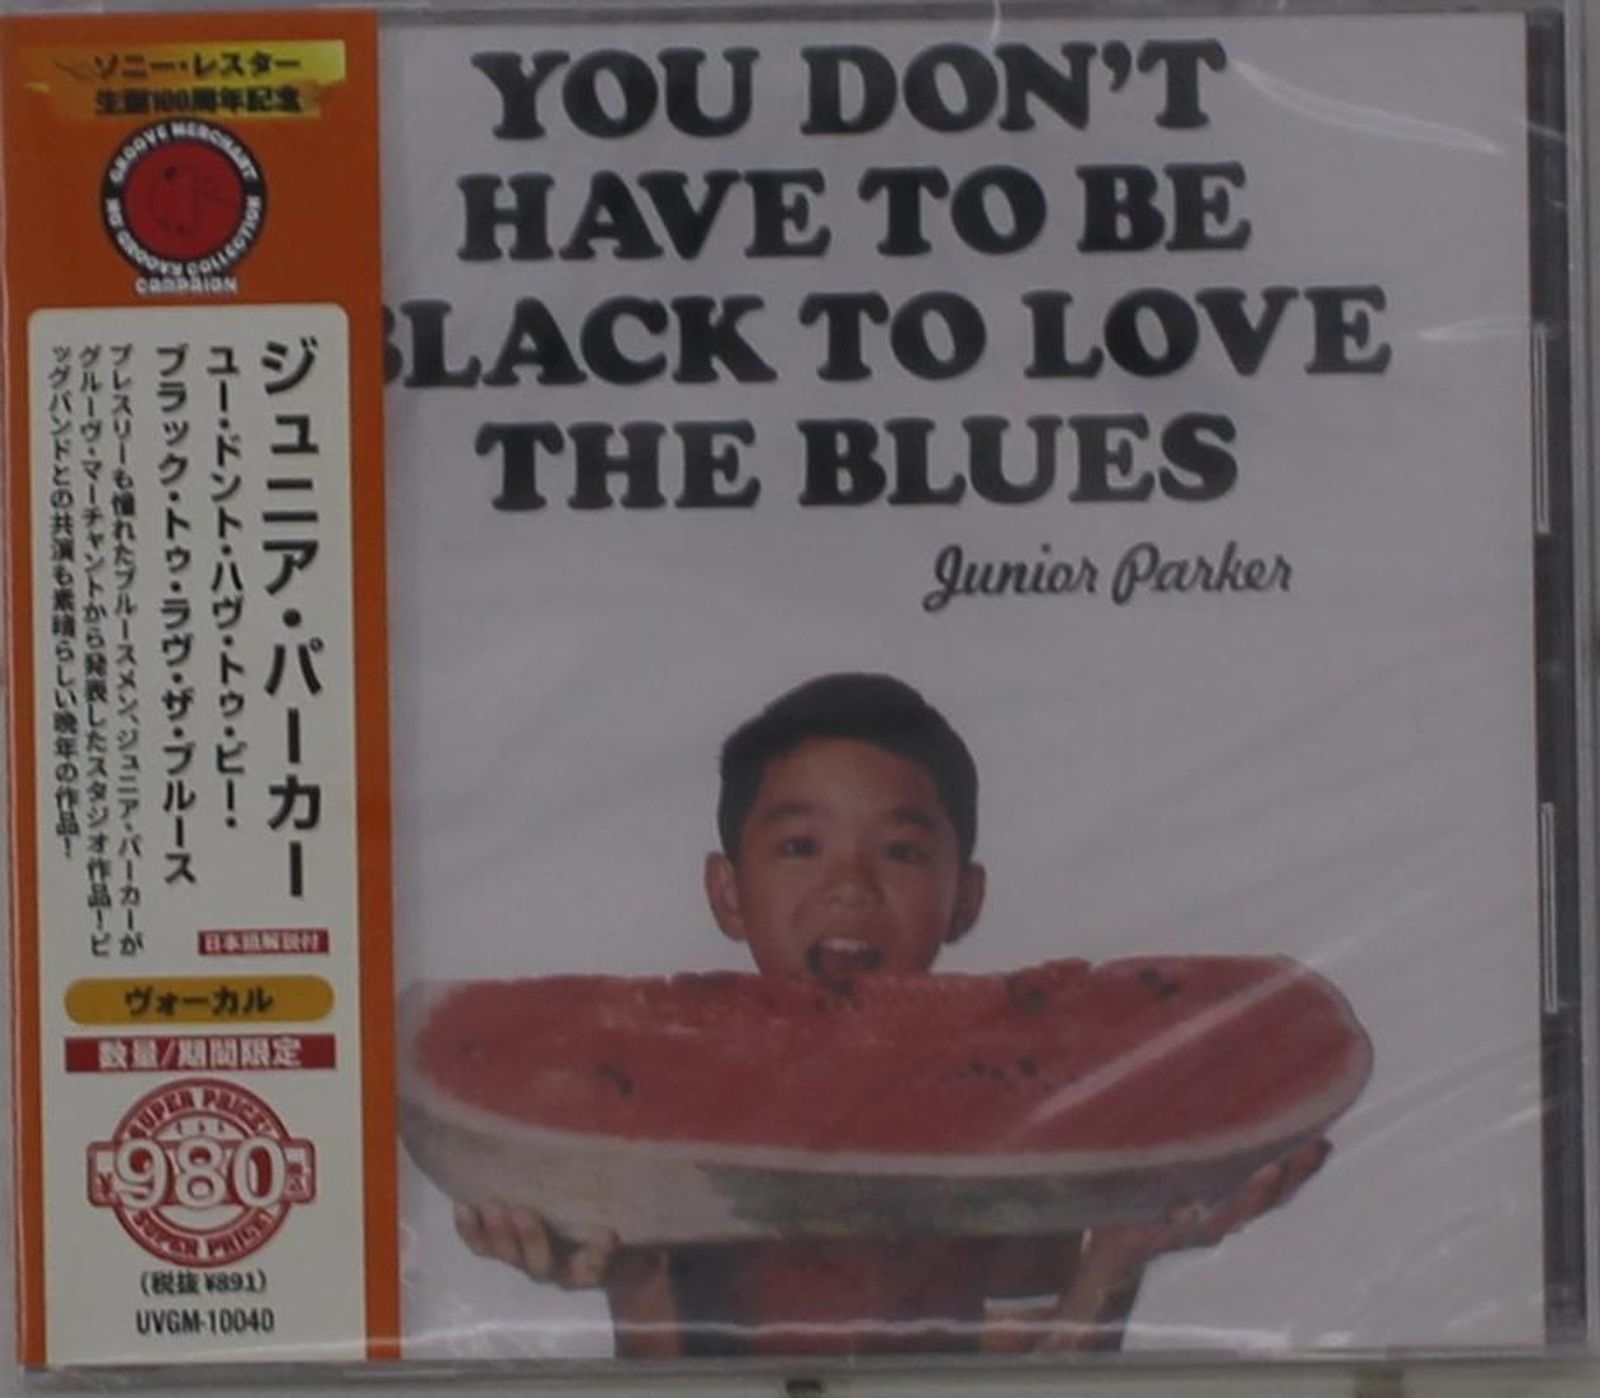 ソニー・レスター
生誕100周年記念
GROOVE MERCHANT
COLLECTION
CAMPAIGN
ジュニア・パーカー
ユー・ドント・ハヴ・トゥ・ビー・
ブラック・トゥ・ラヴ・ザ・ブルース
プレスリーも憧れたブルースメン、ジュニア・パーカーが
グルーヴ・マーチャントから発表したスタジオ作品!ビ
ッグバンドとの共演も素晴らしい晩年の作品!
日本語解説付
ヴォーカル
数量/期間限定
SUPER PRICE!
¥980
税込
SUPER PRICE!
(税抜 ¥891)
UVGM-10040
YOU DON'T
HAVE TO BE
BLACK TO LOVE
THE BLUES
Junior Parker